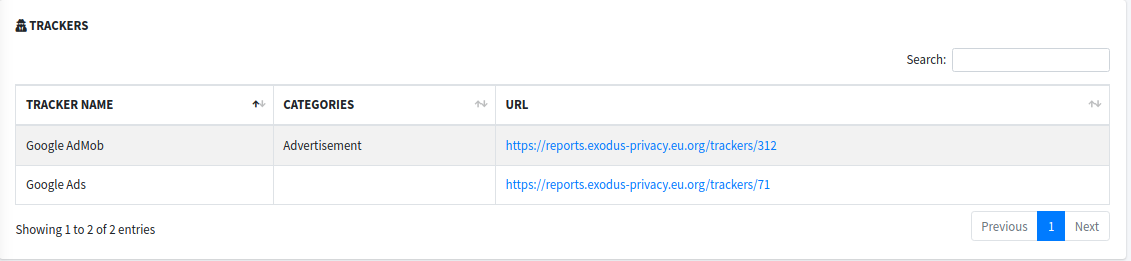 TRACKERS
Search:
TRACKER NAME CATEGORIES URL
Google AdMob Advertisement https://reports.exodus-privacy.eu.org/trackers/312
Google Ads https://reports.exodus-privacy.eu.org/trackers/71
Showing 1 to 2 of 2 entries
Previous 1 Next